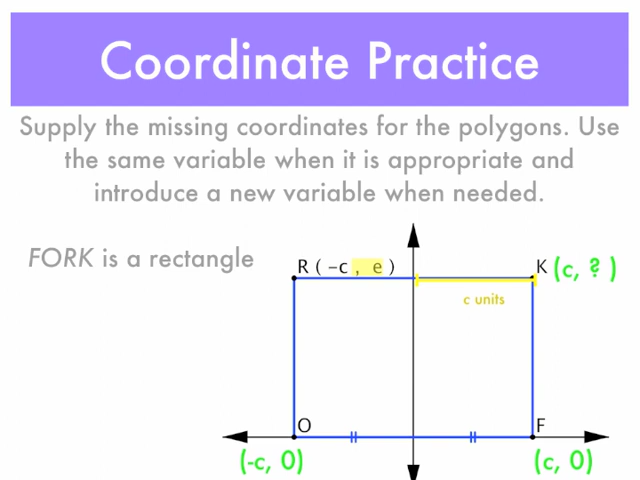 Coordinate Practice
Supply the missing coordinates for the polygons. Use
the same variable when it is appropriate and
introduce a new variable when needed.
FORK is a rectangle
R ( -c , e )
K (c, ? )
c units
O
F
(-c, 0)
(c, 0)